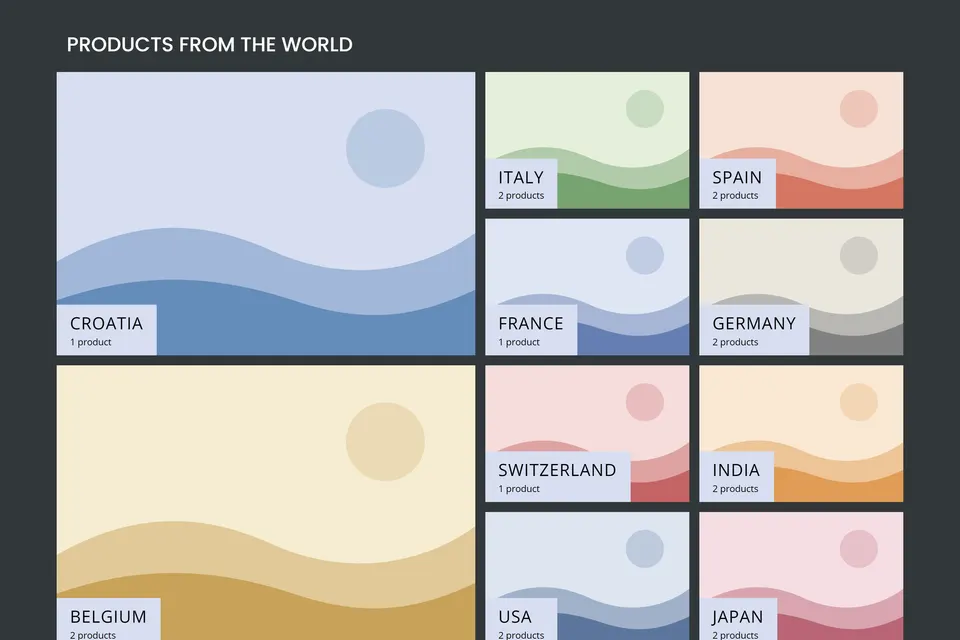 PRODUCTS FROM THE WORLD
CROATIA
1 product
ITALY
2 products
SPAIN
2 products
FRANCE
1 product
GERMANY
2 products
BELGIUM
2 products
SWITZERLAND
1 product
INDIA
2 products
USA
2 products
JAPAN
2 products